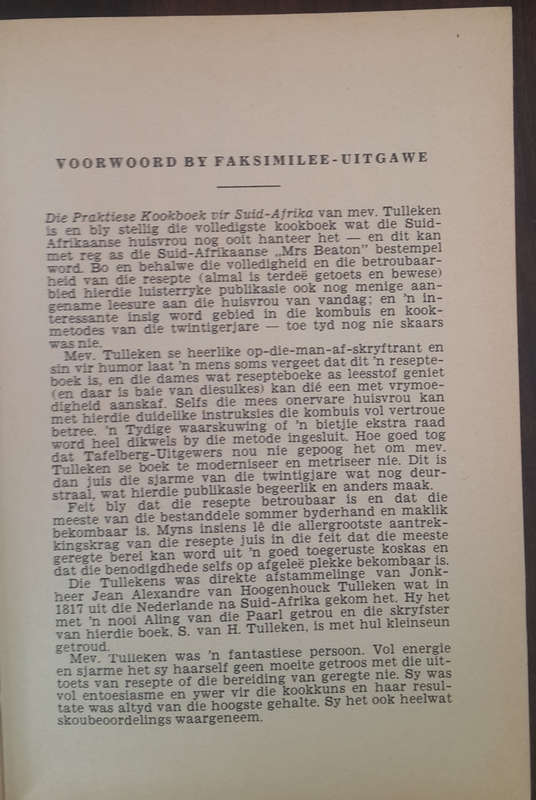 VOORWOORD BY FAKSIMILEE-UITGAWE
Die Praktiese Kookboek vir Suid-Afrika van mev. Tulleken
is en bly stellig die volledigste kookboek wat die Suid-
Afrikaanse huisvrou nog ooit hanteer het — en dit kan
met reg as die Suid-Afrikaanse „Mrs Beaton” bestempel
word. Bo en behalwe die volledigheid en die betroubaar-
heid van die resepte (almal is terdeë getoets en bewese)
bied hierdie luisterryke publikasie ook nog menige aan-
gename leesure aan die huisvrou van vandag; en 'n in-
teressante insig word gebied in die kombuis en kook-
metodes van die twintigerjare — toe tyd nog nie skaars
was nie.
Mev. Tulleken se heerlike op-die-man-af-skryftrant en
sin vir humor laat 'n mens soms vergeet dat dit 'n resepte-
boek is, en die dames wat resepteboeke as leesstof geniet
(en daar is baie van diesulkes) kan dié een met vrymoe-
digheid aanskaf. Selfs die mees onervare huisvrou kan
met hierdie duidelike instruksies die kombuis vol vertroue
betree. 'n Tydige waarskuwing of 'n bietjie ekstra raad
word heel dikwels by die metode ingesluit. Hoe goed tog
dat Tafelberg-Uitgewers nou nie gepoog het om mev.
Tulleken se boek te moderniseer en metriseer nie. Dit is
dan juis die sjarme van die twintigjare wat nog deur-
straal, wat hierdie publikasie begeerlik en anders maak.
Feit bly dat die resepte betroubaar is en dat die
meeste van die bestanddele sommer byderhand en maklik
bekombaar is. Myns insiens lê die allergrootste aantrek-
kingskrag van die resepte juis in die feit dat die meeste
geregte berei kan word uit 'n goed toegeruste koskas en
dat die benodigdhede selfs op afgeleë plekke bekombaar is.
Die Tullekens was direkte afstammelinge van Jonk-
heer Jean Alexandre van Hoogenhouck Tulleken wat in
1817 uit die Nederlande na Suid-Afrika gekom het. Hy het
met 'n nooi Aling van die Paarl getrou en die skryfster
van hierdie boek, S. van H. Tulleken, is met hul kleinseun
getroud.
Mev. Tulleken was 'n fantastiese persoon. Vol energie
en sjarme het sy haarself geen moeite getroos met die uit-
toets van resepte of die bereiding van geregte nie. Sy was
vol entoesiasme en ywer vir die kookkuns en haar resul-
tate was altyd van die hoogste gehalte. Sy het ook heelwat
skoubeoordelings waargeneem.